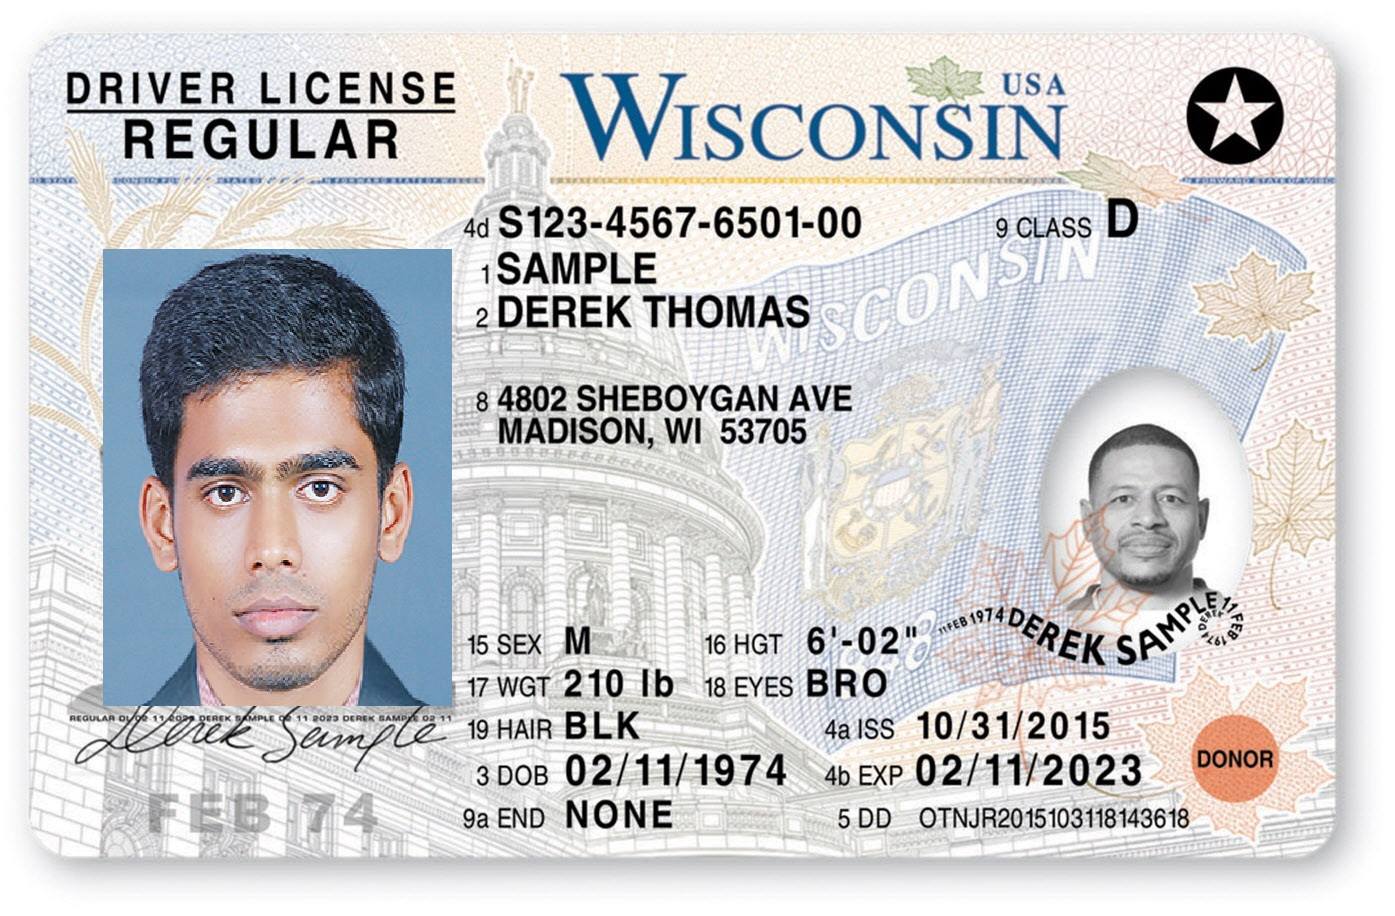 DRIVER LICENSE
REGULAR
WISCONSIN USA
4d S123-4567-6501-00
9 CLASS D
1 SAMPLE
2 DEREK THOMAS
8 4802 SHEBOYGAN AVE
MADISON, WI 53705
WISCONSIN
1848
15 SEX M 16 HGT 6'-02"
17 WGT 210 lb 18 EYES BRO
19 HAIR BLK 4a ISS 10/31/2015
3 DOB 02/11/1974 4b EXP 02/11/2023
9a END NONE 5 DD OTNJR2015103118143618
11FEB1974 DEREK SAMPLE 11FEB1974 DEREK
DONOR
REGULAR DL 02 11 2023 DEREK SAMPLE 02 11 2023 DEREK SAMPLE 02 11
Derek Sample
FEB 74